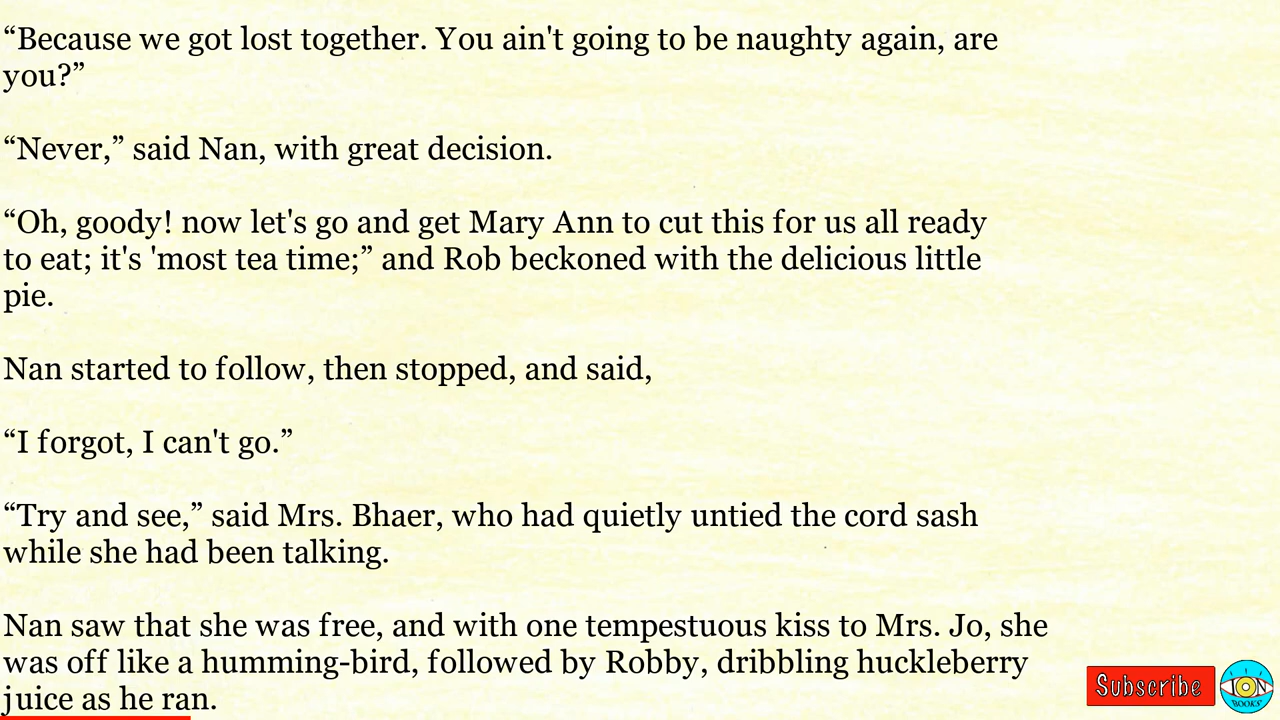 “Because we got lost together. You ain't going to be naughty again, are
you?”
“Never,” said Nan, with great decision.
“Oh, goody! now let's go and get Mary Ann to cut this for us all ready
to eat; it's 'most tea time;” and Rob beckoned with the delicious little
pie.
Nan started to follow, then stopped, and said,
“I forgot, I can't go.”
“Try and see,” said Mrs. Bhaer, who had quietly untied the cord sash
while she had been talking.
Nan saw that she was free, and with one tempestuous kiss to Mrs. Jo, she
was off like a humming-bird, followed by Robby, dribbling huckleberry
juice as he ran.
Subscribe
ION
BOOKS